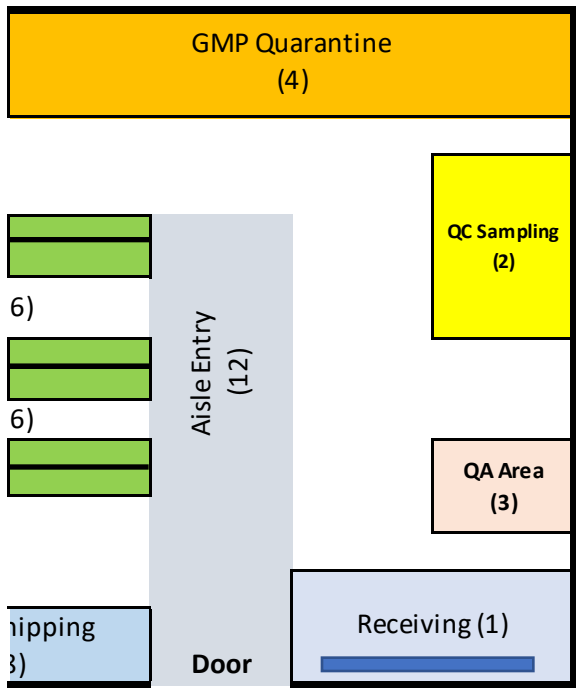 GMP Quarantine
(4)
QC Sampling
(2)
6)
Aisle Entry
(12)
6)
QA Area
(3)
hipping
3)
Door
Receiving (1)